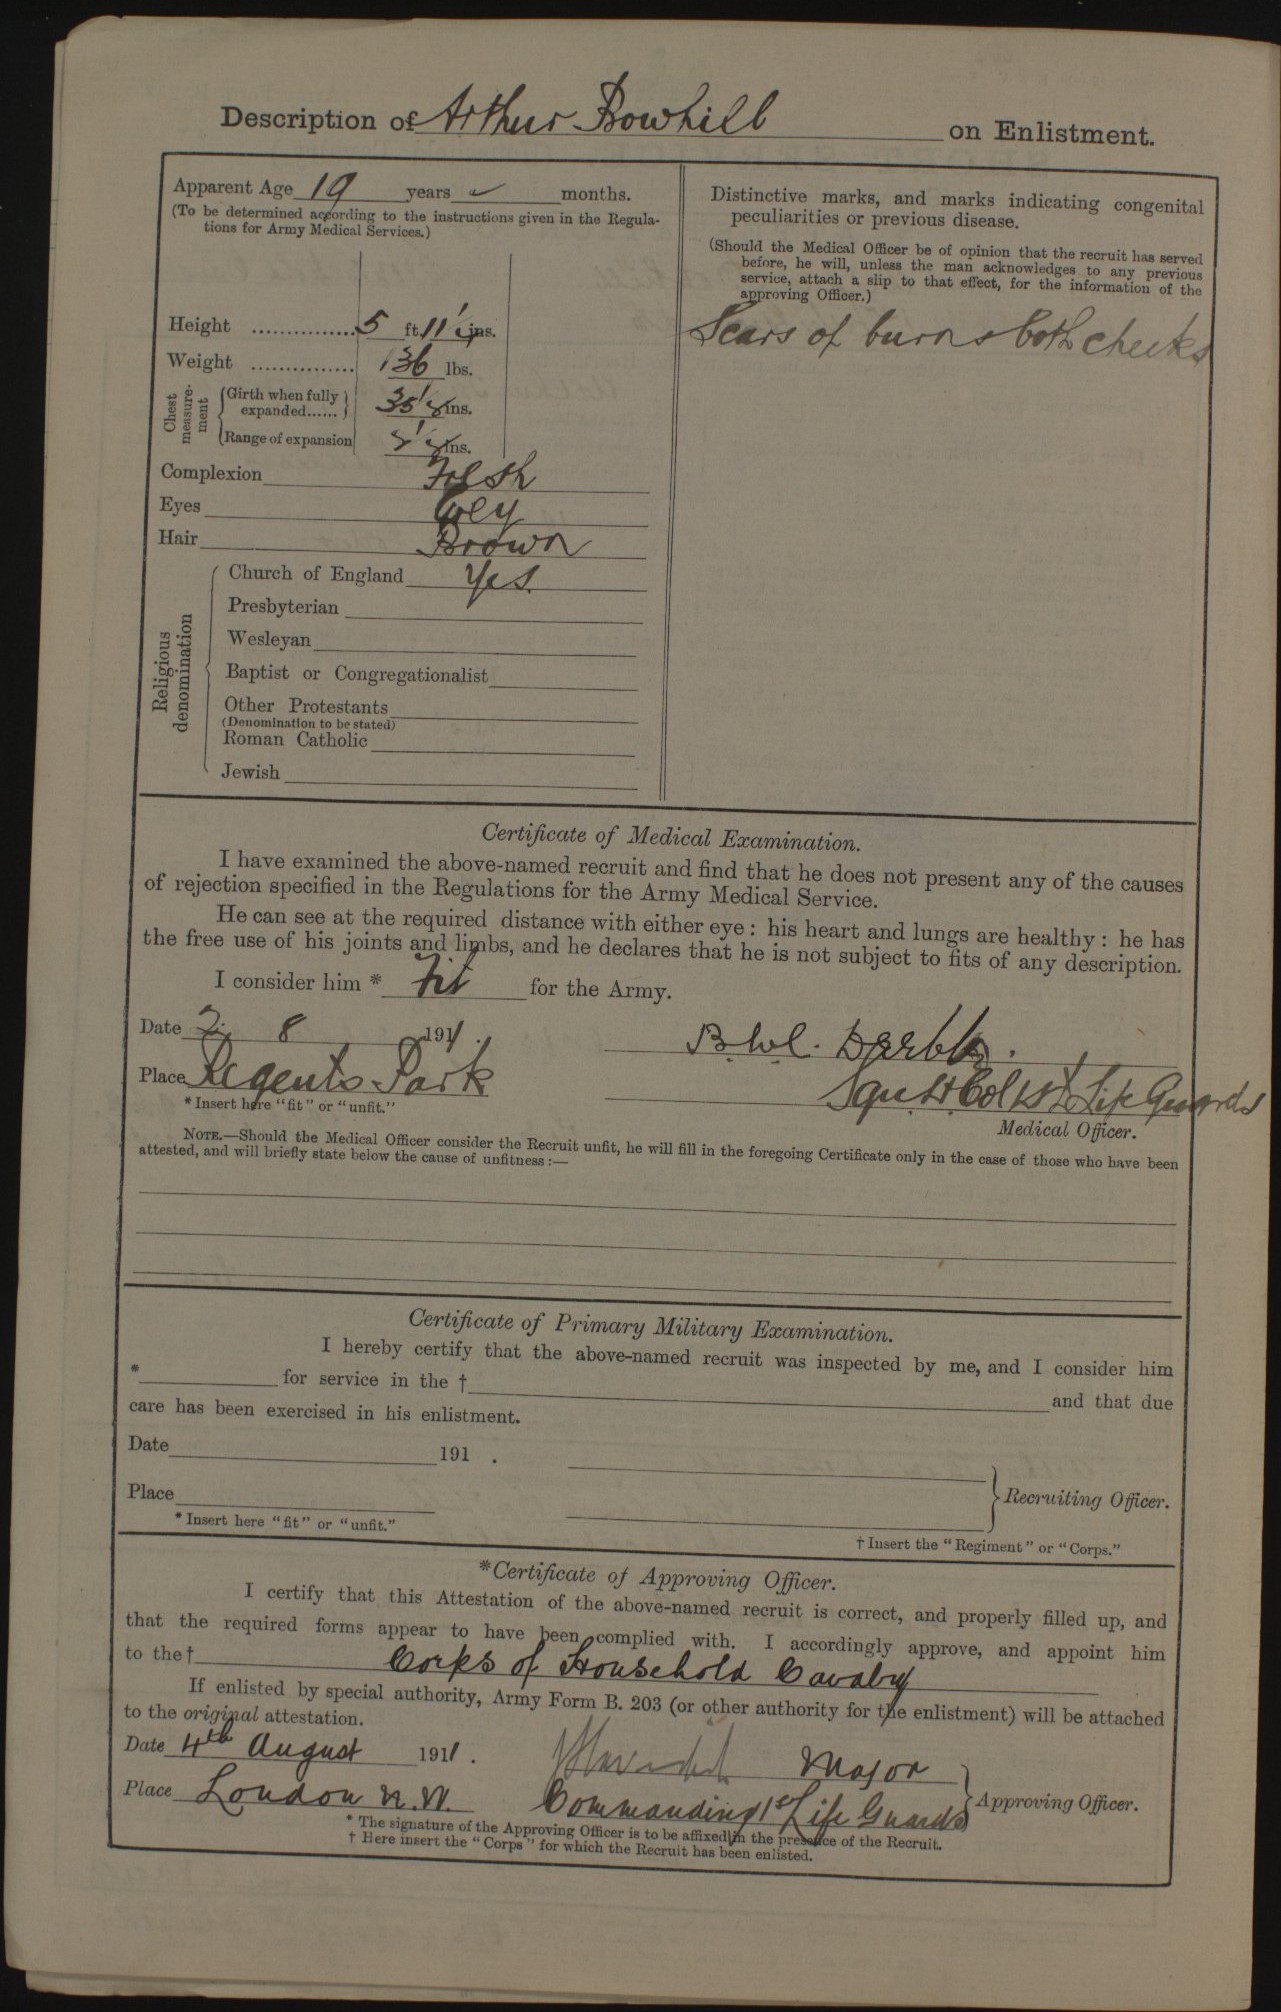 Description of Arthur Bowhill on Enlistment.
Apparent Age 19 years months.
(To be determined according to the instructions given in the Regula-
tions for Army Medical Services.)
Height ............... 5 ft. 11 ins.
Weight ............... 136 lbs.
Chest measure-ment
Girth when fully expanded...... 35½ ins.
Range of expansion ins.
Complexion Fresh
Eyes Grey
Hair Brown
Religious denomination
Church of England Yes.
Presbyterian
Wesleyan
Baptist or Congregationalist
Other Protestants
(Denomination to be stated)
Roman Catholic
Jewish
Distinctive marks, and marks indicating congenital
peculiarities or previous disease.
(Should the Medical Officer be of opinion that the recruit has served
before, he will, unless the man acknowledges to any previous
service, attach a slip to that effect, for the information of the
approving Officer.)
Scars of burns both cheeks
Certificate of Medical Examination.
I have examined the above-named recruit and find that he does not present any of the causes
of rejection specified in the Regulations for the Army Medical Service.
He can see at the required distance with either eye : his heart and lungs are healthy : he has
the free use of his joints and limbs, and he declares that he is not subject to fits of any description.
I consider him * Fit for the Army.
Date 2. 8 1911.
Place Regents Park
Lt Col 1st Life Guards
*Insert here "fit" or "unfit."
Medical Officer.
NOTE.—Should the Medical Officer consider the Recruit unfit, he will fill in the foregoing Certificate only in the case of those who have been
attested, and will briefly state below the cause of unfitness :—
Certificate of Primary Military Examination.
I hereby certify that the above-named recruit was inspected by me, and I consider him
* for service in the † and that due
care has been exercised in his enlistment.
Date 191 .
Place
Recruiting Officer.
*Insert here "fit" or "unfit."
† Insert the "Regiment" or "Corps."
*Certificate of Approving Officer.
I certify that this Attestation of the above-named recruit is correct, and properly filled up, and
that the required forms appear to have been complied with. I accordingly approve, and appoint him
to the† Corps of Household Cavalry
If enlisted by special authority, Army Form B. 203 (or other authority for the enlistment) will be attached
to the original attestation.
Date 4th August 1911. Major
Place London N.W. Commanding 1st Life Guards Approving Officer.
* The signature of the Approving Officer is to be affixed in the presence of the Recruit.
† Here insert the "Corps" for which the Recruit has been enlisted.